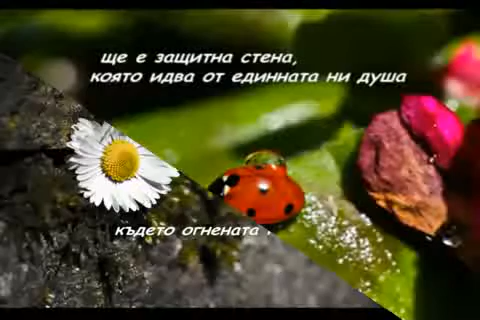 ще е защитна стена,
която идва от единната ни душа
където огнената